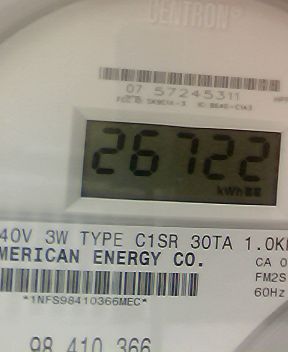 CENTRON®
07 57245311
26722
kWh
40V 3W TYPE C1SR 30TA 1.0K
MERICAN ENERGY CO.
CA 0
FM2S
*1NFS98410366MEC*
60Hz
98 410 366